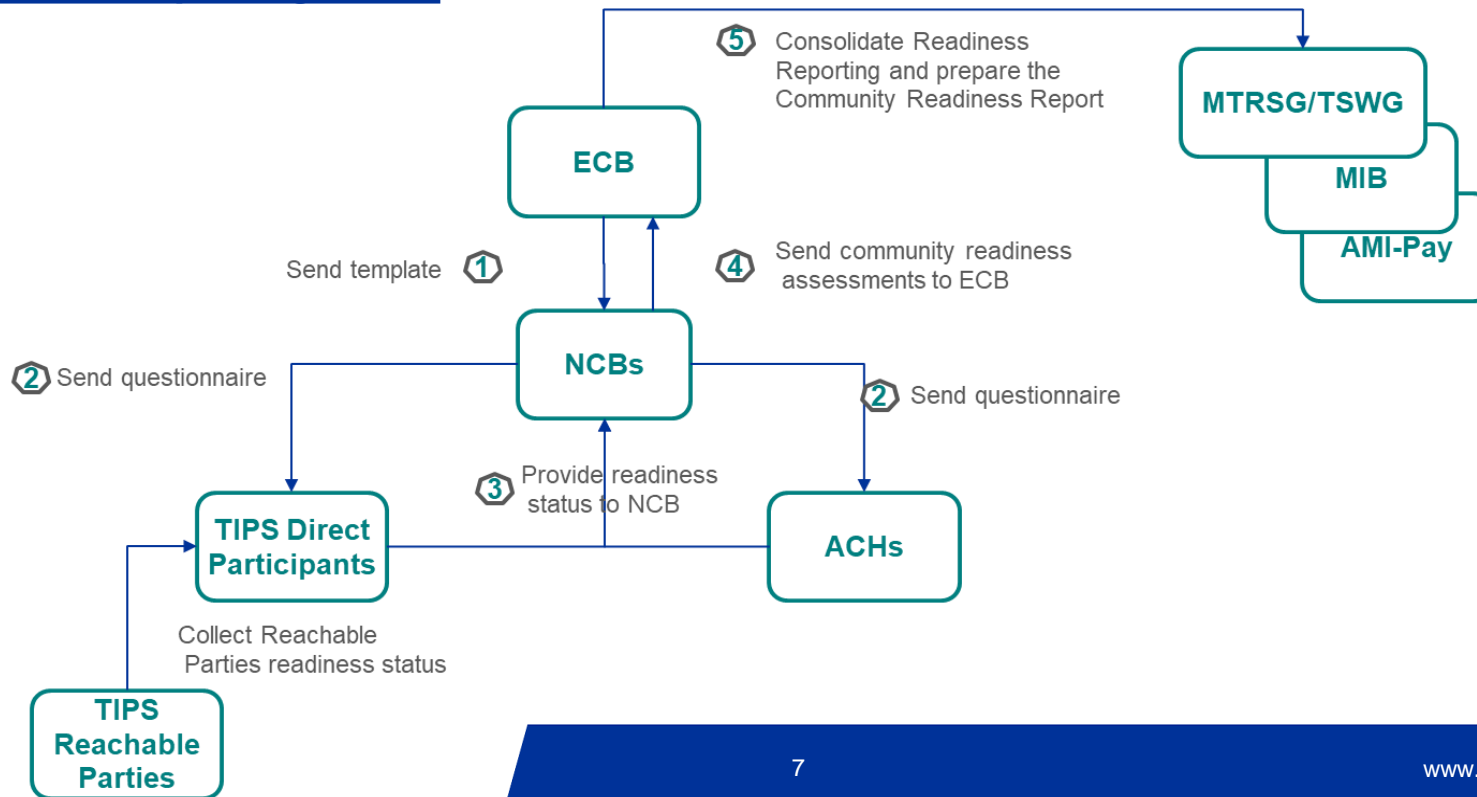 5 Consolidate Readiness
Reporting and prepare the
Community Readiness Report
MTRSG/TSWG
MIB
AMI-Pay
ECB
Send template 1
4 Send community readiness
assessments to ECB
NCBs
2 Send questionnaire
2 Send questionnaire
3 Provide readiness
status to NCB
TIPS Direct
Participants
ACHs
Collect Reachable
Parties readiness status
TIPS
Reachable
Parties
7
www.